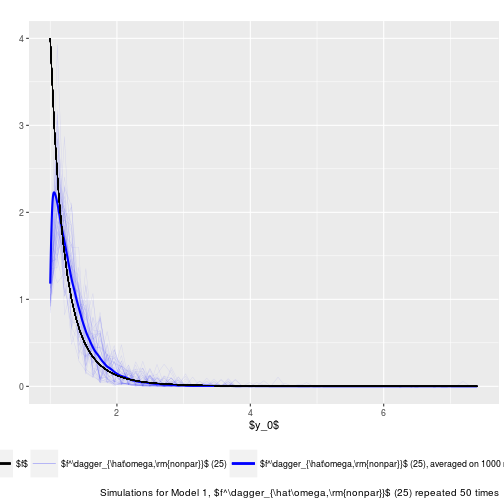 4
3
2
1
0
2 4 6
$y_0$
$f$ $f^\dagger_{\hat\omega,\rm{nonpar}}$ (25) $f^\dagger_{\hat\omega,\rm{nonpar}}$ (25), averaged on 1000
Simulations for Model 1, $f^\dagger_{\hat\omega,\rm{nonpar}}$ (25) repeated 50 times